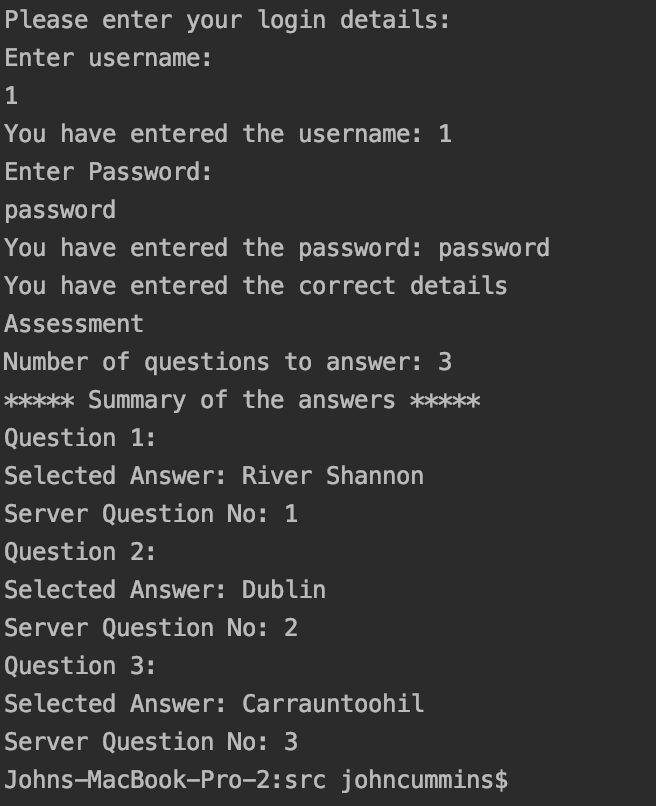 Please enter your login details:
Enter username:
1
You have entered the username: 1
Enter Password:
password
You have entered the password: password
You have entered the correct details
Assessment
Number of questions to answer: 3
***** Summary of the answers *****
Question 1:
Selected Answer: River Shannon
Server Question No: 1
Question 2:
Selected Answer: Dublin
Server Question No: 2
Question 3:
Selected Answer: Carrauntoohil
Server Question No: 3
Johns-MacBook-Pro-2:src johncummins$